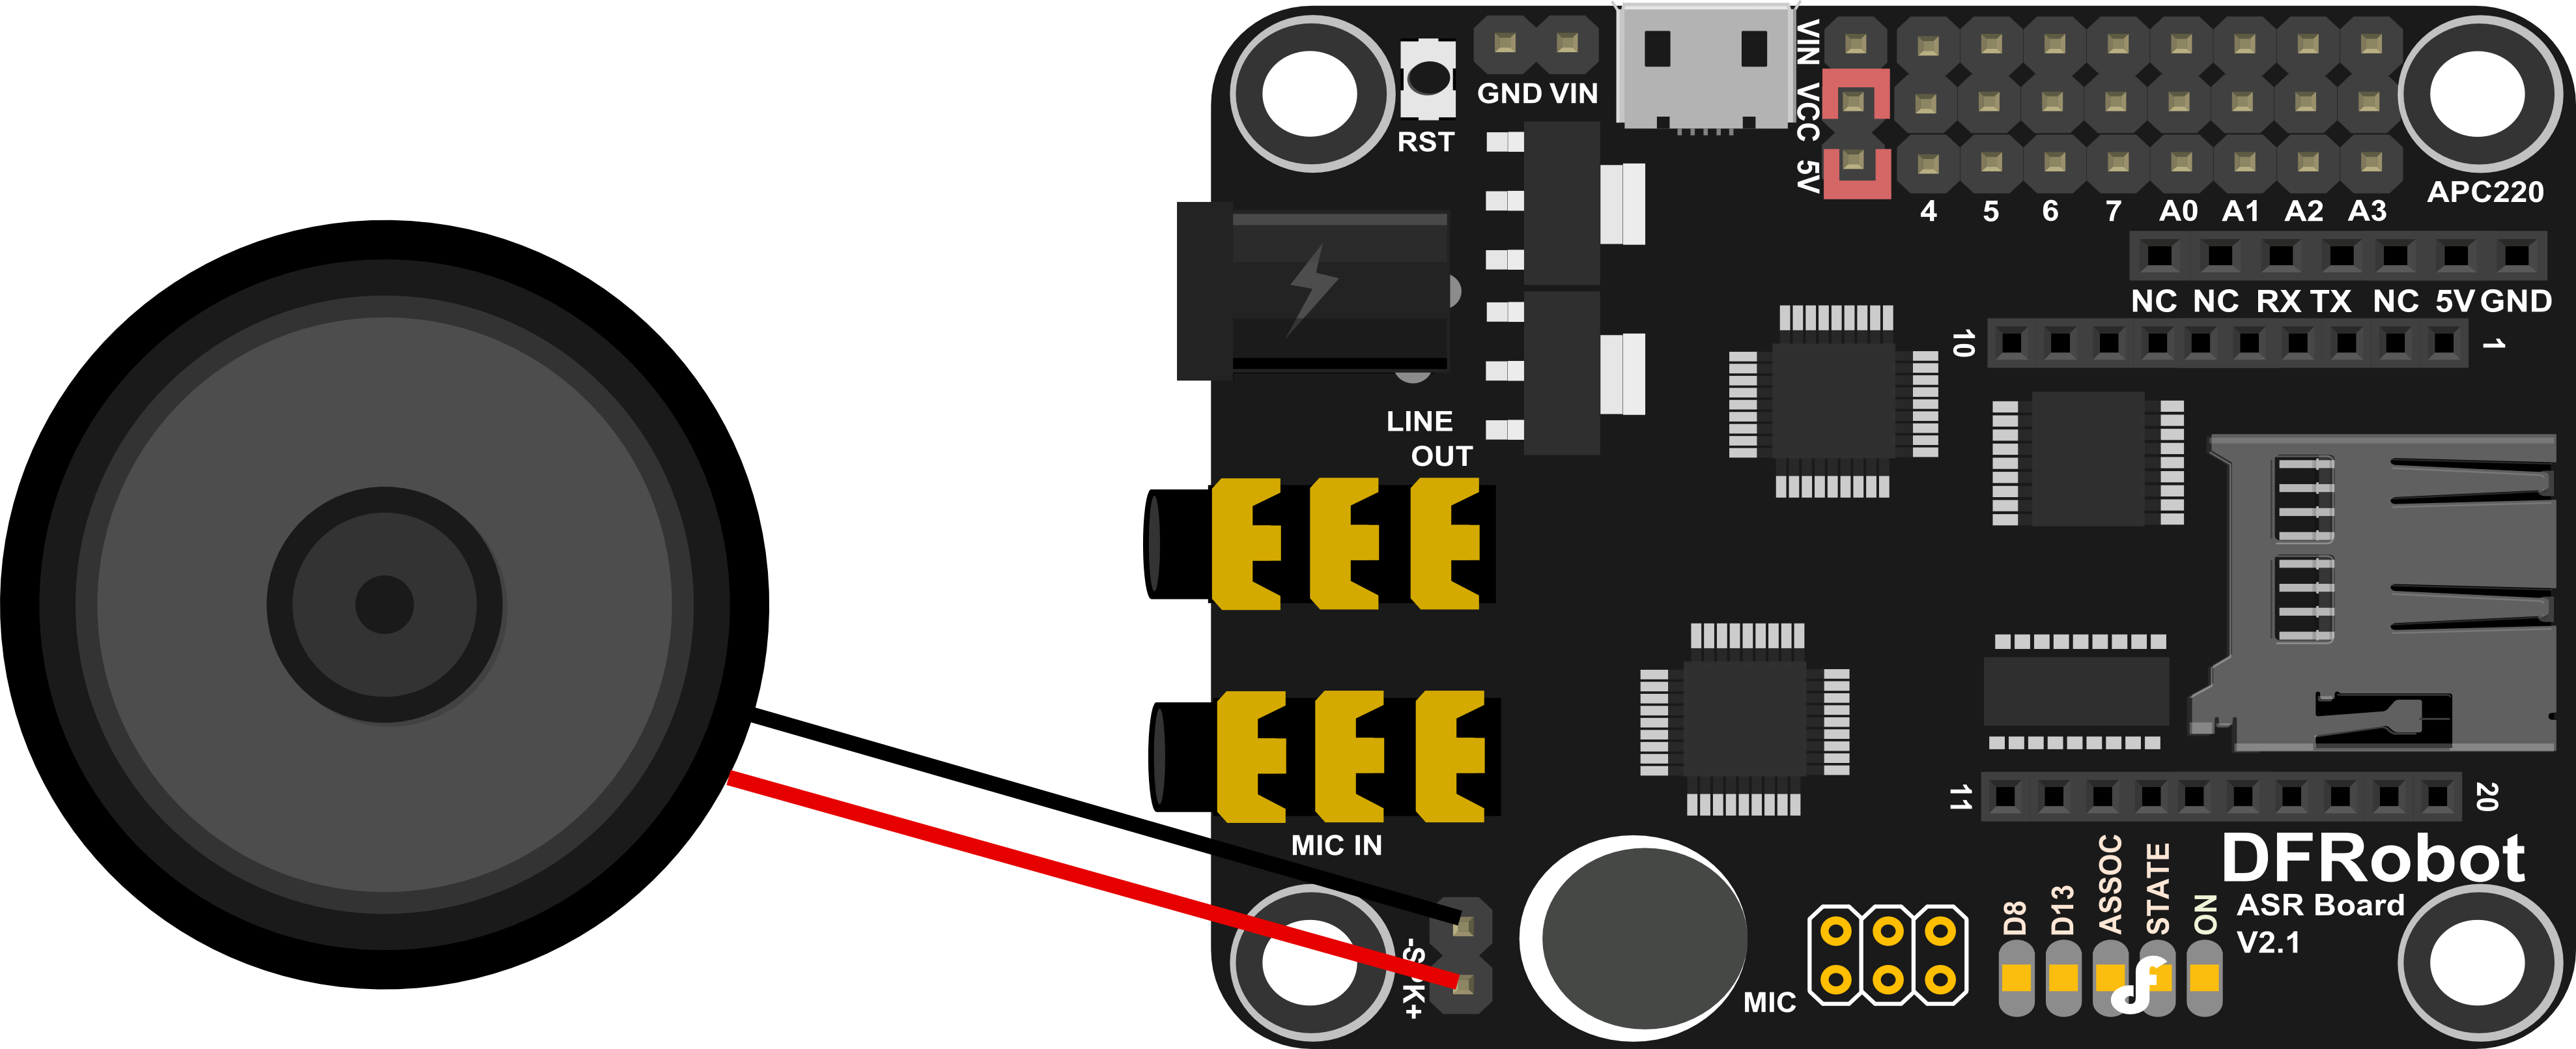 GND VIN
RST
VIN
VCC
5V
4 5 6 7 A0 A1 A2 A3
APC220
NC NC RX TX NC 5V GND
10
1
LINE
OUT
MIC IN
11
20
DFRobot
ASR Board
V2.1
D8
D13
ASSOC
STATE
ON
-SPK+
MIC